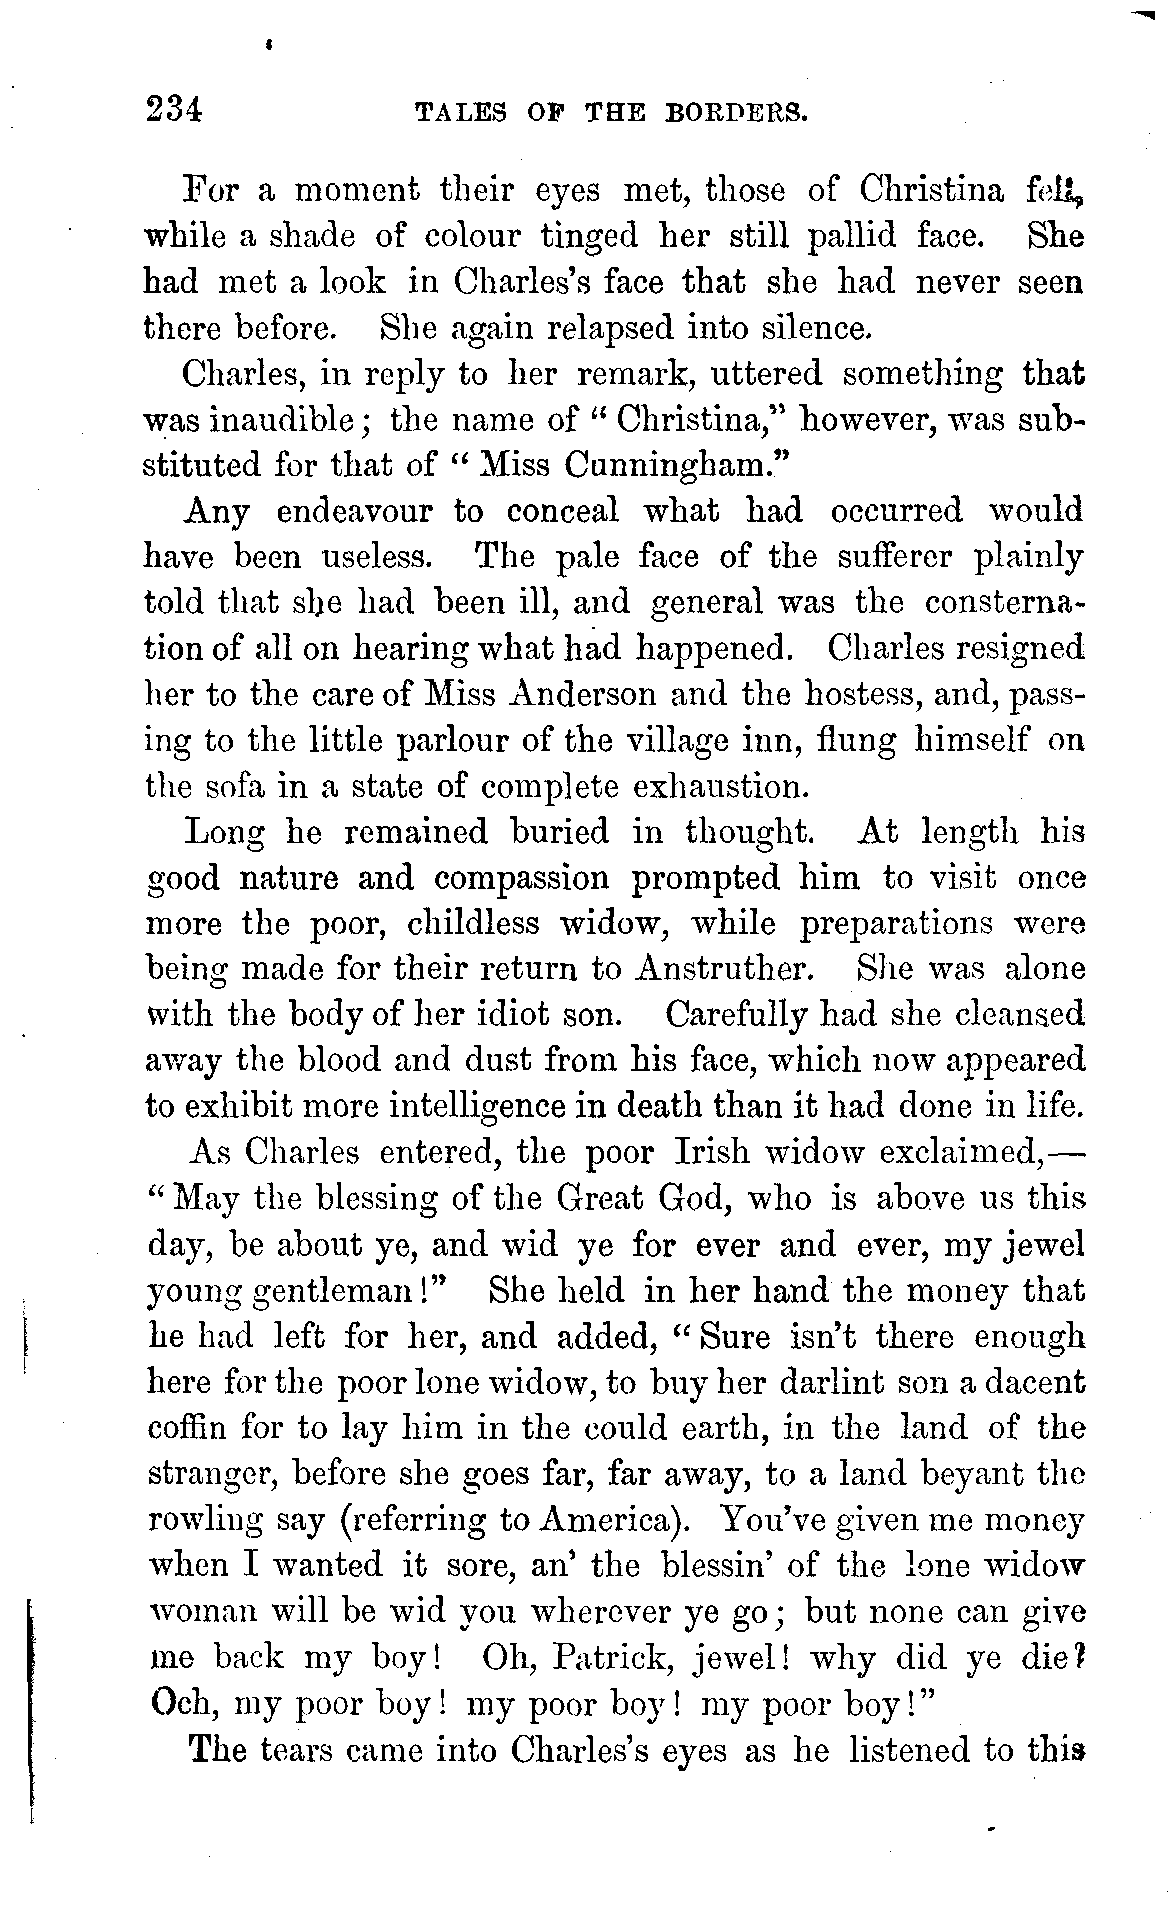 234 TALES OF THE BORDERS.
For a moment their eyes met, those of Christina fell,
while a shade of colour tinged her still pallid face. She
had met a look in Charles's face that she had never seen
there before. She again relapsed into silence.
Charles, in reply to her remark, uttered something that
was inaudible; the name of "Christina," however, was sub-
stituted for that of "Miss Cunningham."
Any endeavour to conceal what had occurred would
have been useless. The pale face of the sufferer plainly
told that she had been ill, and general was the consterna-
tion of all on hearing what had happened. Charles resigned
her to the care of Miss Anderson and the hostess, and, pass-
ing to the little parlour of the village inn, flung himself on
the sofa in a state of complete exhaustion.
Long he remained buried in thought. At length his
good nature and compassion prompted him to visit once
more the poor, childless widow, while preparations were
being made for their return to Anstruther. She was alone
with the body of her idiot son. Carefully had she cleansed
away the blood and dust from his face, which now appeared
to exhibit more intelligence in death than it had done in life.
As Charles entered, the poor Irish widow exclaimed,—
"May the blessing of the Great God, who is above us this
day, be about ye, and wid ye for ever and ever, my jewel
young gentleman!" She held in her hand the money that
he had left for her, and added, "Sure isn't there enough
here for the poor lone widow, to buy her darlint son a dacent
coffin for to lay him in the could earth, in the land of the
stranger, before she goes far, far away, to a land beyant the
rowling say (referring to America). You've given me money
when I wanted it sore, an' the blessin' of the lone widow
woman will be wid you wherever ye go; but none can give
me back my boy! Oh, Patrick, jewel! why did ye die?
Och, my poor boy! my poor boy! my poor boy!"
The tears came into Charles's eyes as he listened to this